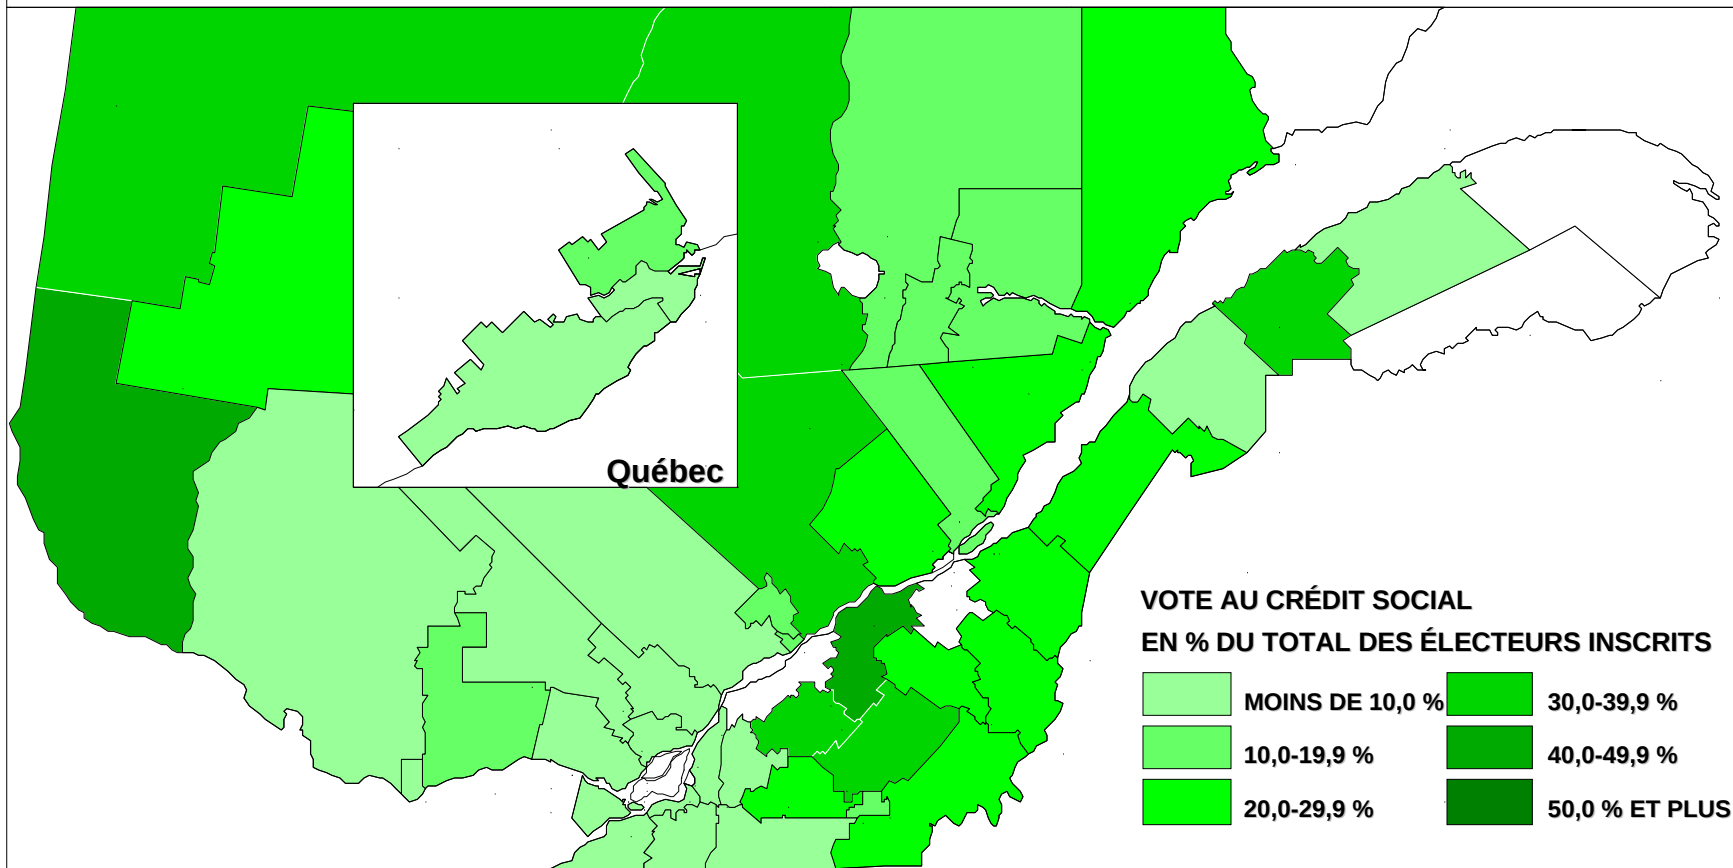 Québec
VOTE AU CRÉDIT SOCIAL
EN % DU TOTAL DES ÉLECTEURS INSCRITS
MOINS DE 10,0 %
30,0-39,9 %
10,0-19,9 %
40,0-49,9 %
20,0-29,9 %
50,0 % ET PLUS